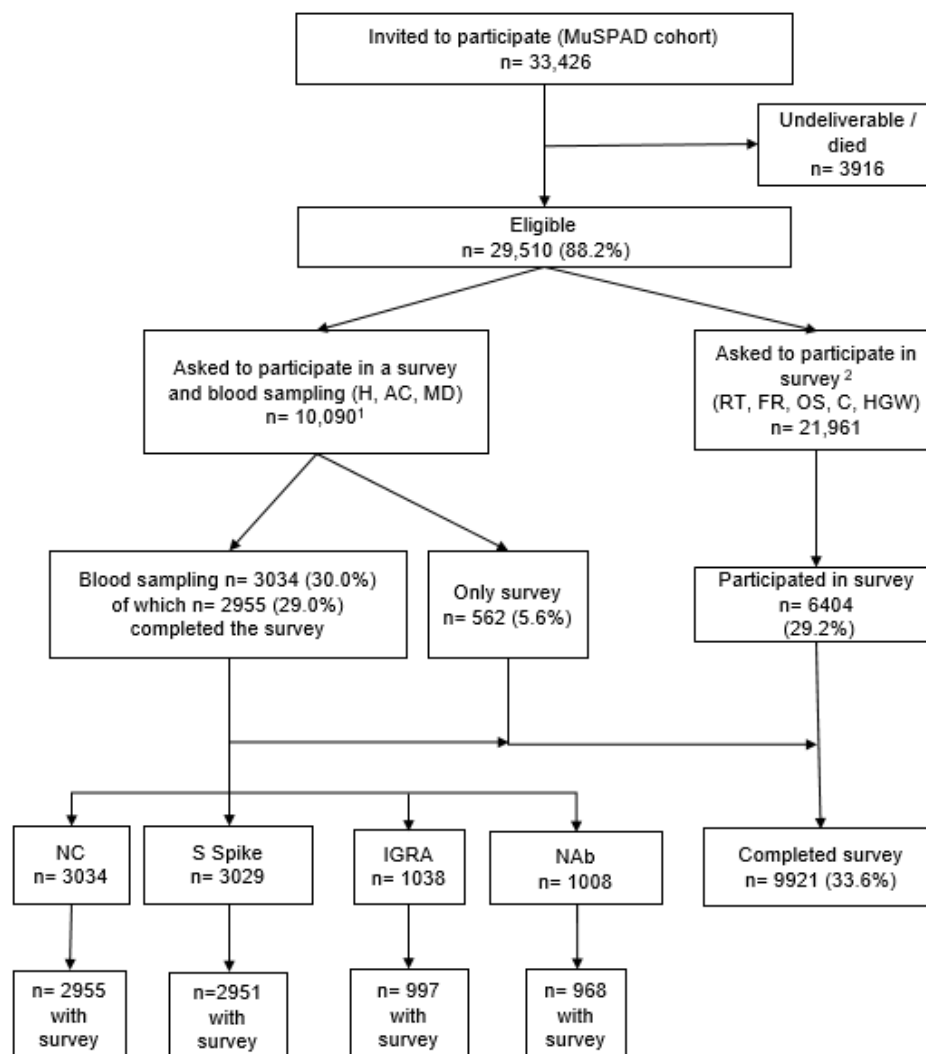 Invited to participate (MuSPAD cohort)
n= 33,426
Undeliverable /
died
n= 3916
Eligible
n= 29,510 (88.2%)
Asked to participate in a survey
and blood sampling (H, AC, MD)
n= 10,090¹
Asked to participate in
survey ²
(RT, FR, OS, C, HGW)
n= 21,961
Blood sampling n= 3034 (30.0%)
of which n= 2955 (29.0%)
completed the survey
Only survey
n= 562 (5.6%)
Participated in survey
n= 6404
(29.2%)
NC
n= 3034
S Spike
n= 3029
IGRA
n= 1038
NAb
n= 1008
Completed survey
n= 9921 (33.6%)
n= 2955
with
survey
n=2951
with
survey
n= 997
with
survey
n= 968
with
survey